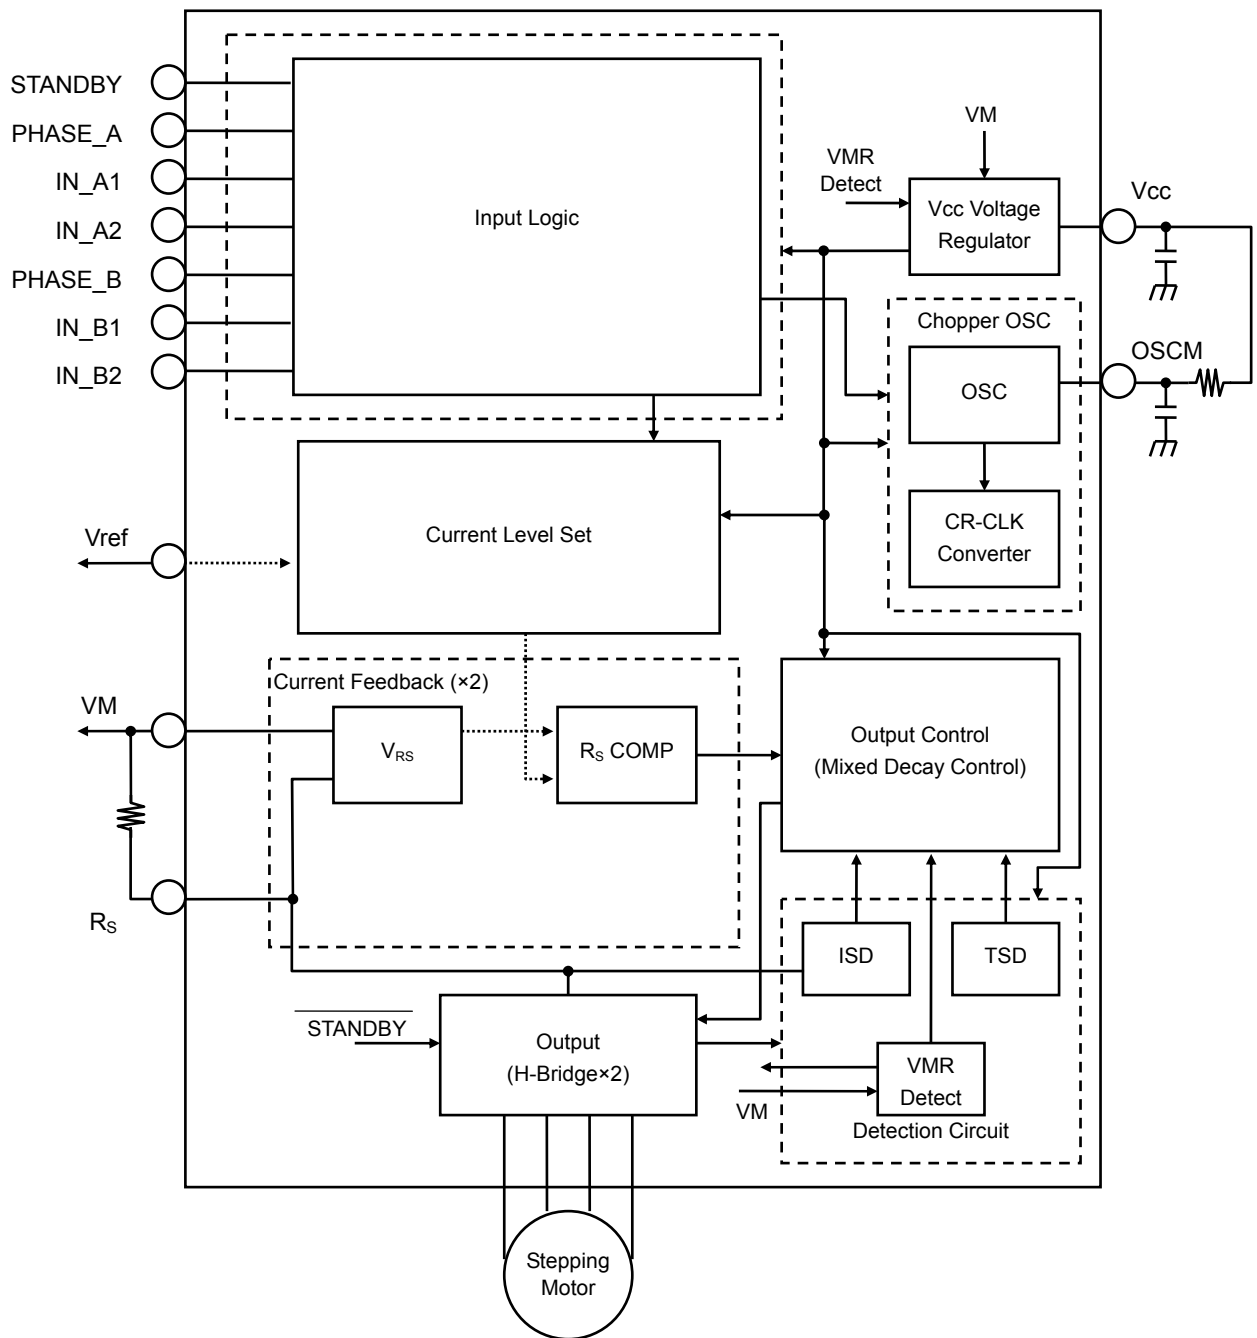 STANDBY
PHASE_A
IN_A1
IN_A2
PHASE_B
IN_B1
IN_B2
Input Logic
VM
VMR
Detect
Vcc Voltage
Regulator
Vcc
Chopper OSC
OSC
OSCM
CR-CLK
Converter
Current Level Set
Vref
Current Feedback (×2)
VM
VRS
RS COMP
Output Control
(Mixed Decay Control)
RS
ISD
TSD
STANDBY
Output
(H-Bridge×2)
VMR
Detect
VM
Detection Circuit
Stepping
Motor